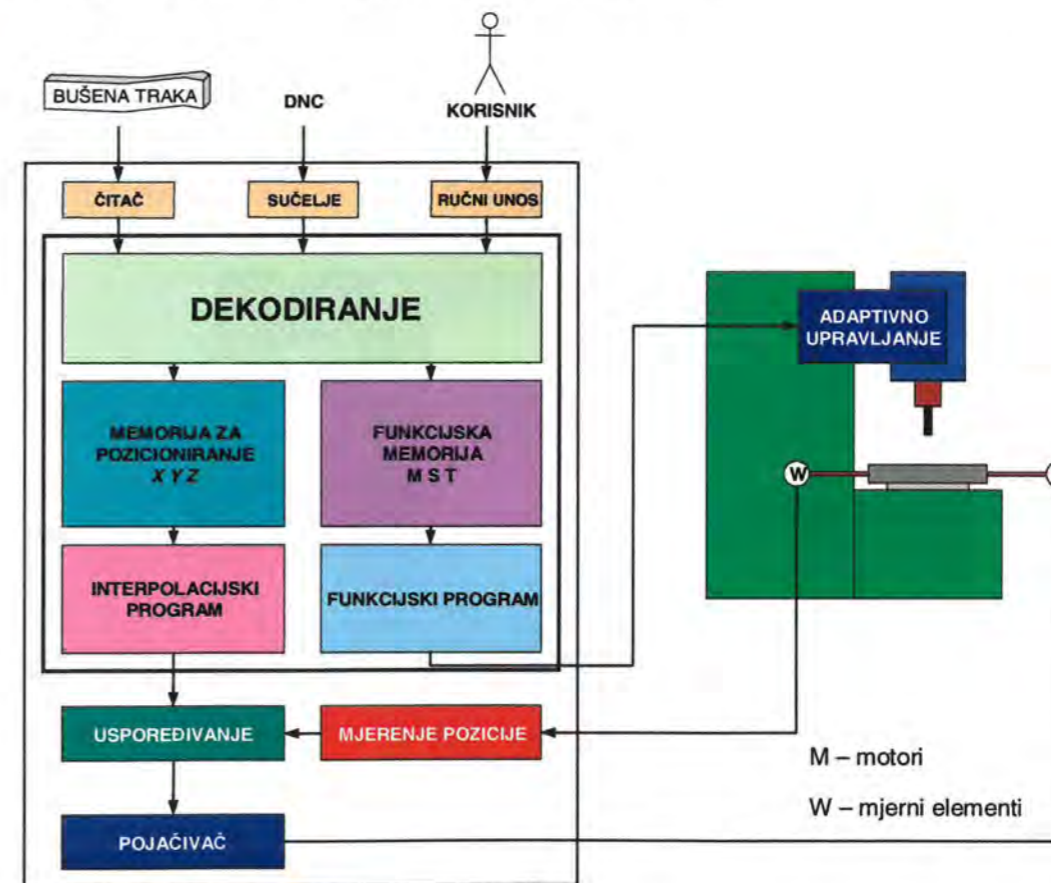 BUŠENA TRAKA
DNC
KORISNIK
ČITAČ
SUČELJE
RUČNI UNOS
DEKODIRANJE
MEMORIJA ZA
POZICIONIRANJE
X Y Z
FUNKCIJSKA
MEMORIJA
M S T
INTERPOLACIJSKI
PROGRAM
FUNKCIJSKI PROGRAM
USPOREĐIVANJE
MJERENJE POZICIJE
POJAČIVAČ
ADAPTIVNO
UPRAVLJANJE
W
M – motori
W – mjerni elementi